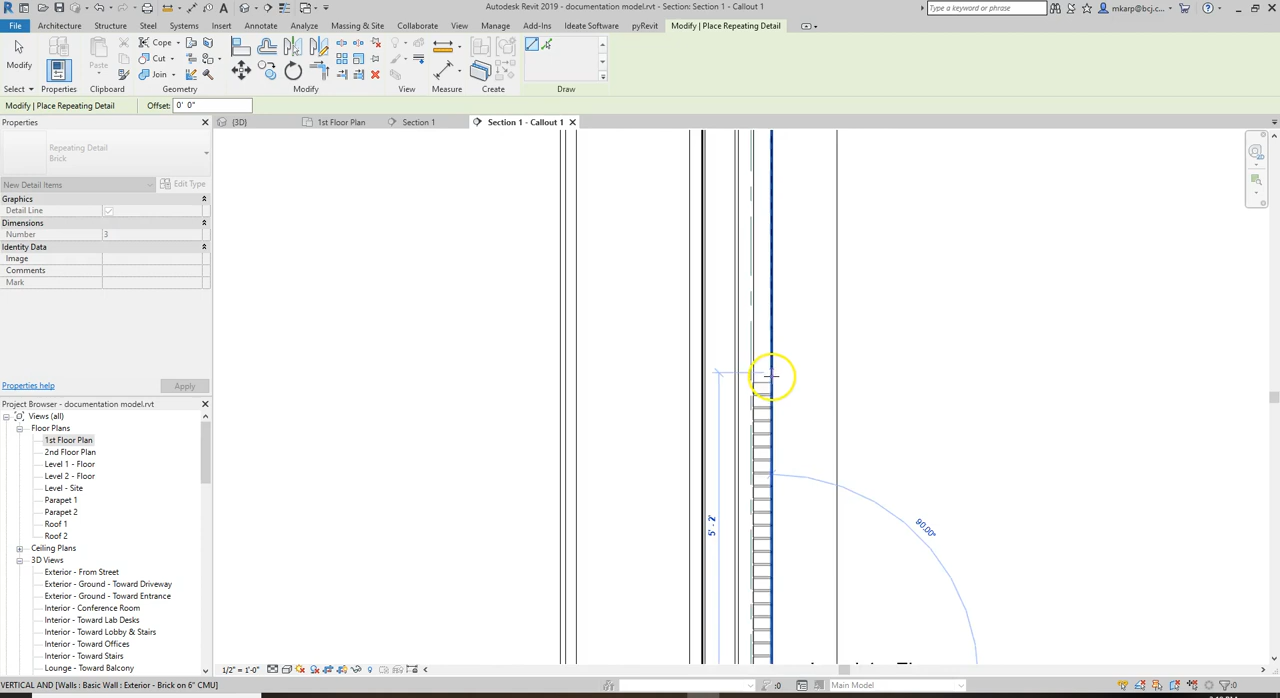 Autodesk Revit 2019 - documentation model.rvt - Section: Section 1 - Callout 1
Type a keyword or phrase
mkarp@bcj.c...
File Architecture Structure Steel Systems Insert Annotate Analyze Massing & Site Collaborate View Manage Add-Ins Ideate Software pyRevit Modify | Place Repeating Detail
Modify
Paste
Cope
Cut
Join
Select Properties Clipboard Geometry Modify View Measure Create Draw
Modify | Place Repeating Detail Offset: 0' 0"
Properties
{3D} 1st Floor Plan Section 1 Section 1 - Callout 1
Repeating Detail
Brick
New Detail Items Edit Type
Graphics
Detail Line
Dimensions
Number 3
Identity Data
Image
Comments
Mark
Properties help Apply
Project Browser - documentation model.rvt
Views (all)
Floor Plans
1st Floor Plan
2nd Floor Plan
Level 1 - Floor
Level 2 - Floor
Level - Site
Parapet 1
Parapet 2
Roof 1
Roof 2
Ceiling Plans
3D Views
Exterior - From Street
Exterior - Ground - Toward Driveway
Exterior - Ground - Toward Entrance
Interior - Conference Room
Interior - Toward Lab Desks
Interior - Toward Lobby & Stairs
Interior - Toward Offices
Interior - Toward Stairs
Lounge - Toward Balcony
5' - 2"
90.00°
1/2" = 1'-0"
VERTICAL AND [Walls : Basic Wall : Exterior Brick on 6" CMU]
:0
Main Model
:0